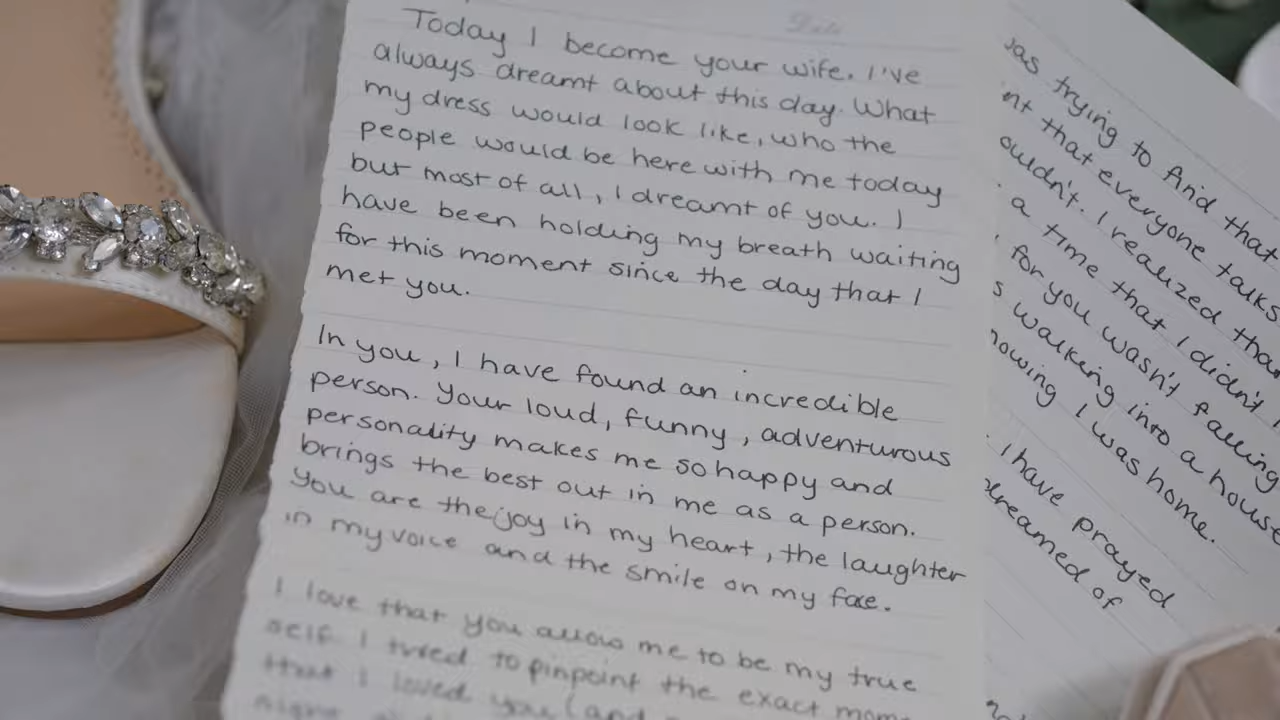 Date
Today I become your wife. I've
always dreamt about this day. What
my dress would look like, who the
people would be here with me today
but most of all, I dreamt of you. I
have been holding my breath waiting
for this moment since the day that I
met you.
In you, I have found an incredible
person. Your loud, funny, adventurous
personality makes me so happy and
brings the best out in me as a person.
You are the joy in my heart, the laughter
in my voice and the smile on my face.
I love that you allow me to be my true
self. I tried to pinpoint the exact
that I loved you (and
trying to find that
that everyone talks
I realized that
a time that I didn't
for you wasn't falling
walking into a house
I was home.
I have prayed
dreamed of